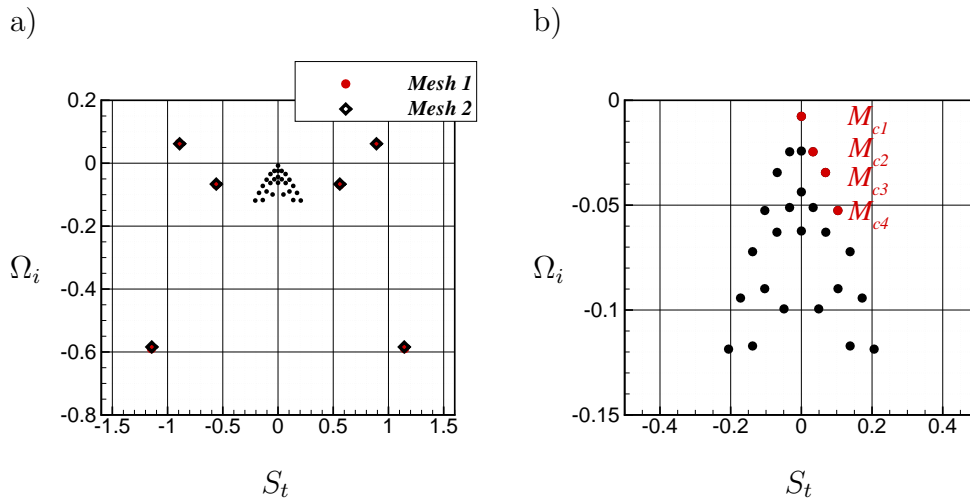 a)
b)
Mesh 1
Mesh 2
0.2
0
-0.2
-0.4
-0.6
-0.8
Ω_i
-1.5 -1 -0.5 0 0.5 1 1.5
S_t
0
-0.05
-0.1
-0.15
Ω_i
M_c1
M_c2
M_c3
M_c4
-0.4 -0.2 0 0.2 0.4
S_t